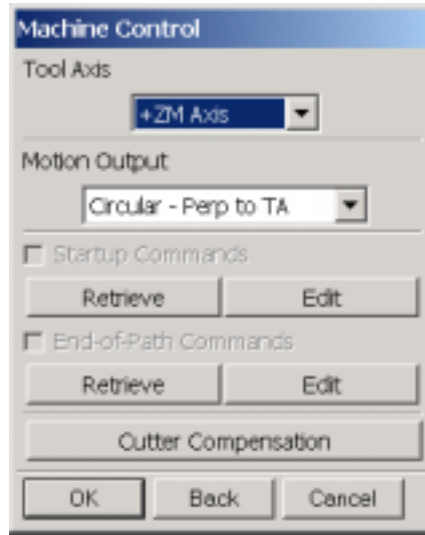 Machine Control
Tool Axis
+ZM Axis
Motion Output
Circular - Perp to TA
Startup Commands
Retrieve Edit
End-of-Path Commands
Retrieve Edit
Cutter Compensation
OK Back Cancel